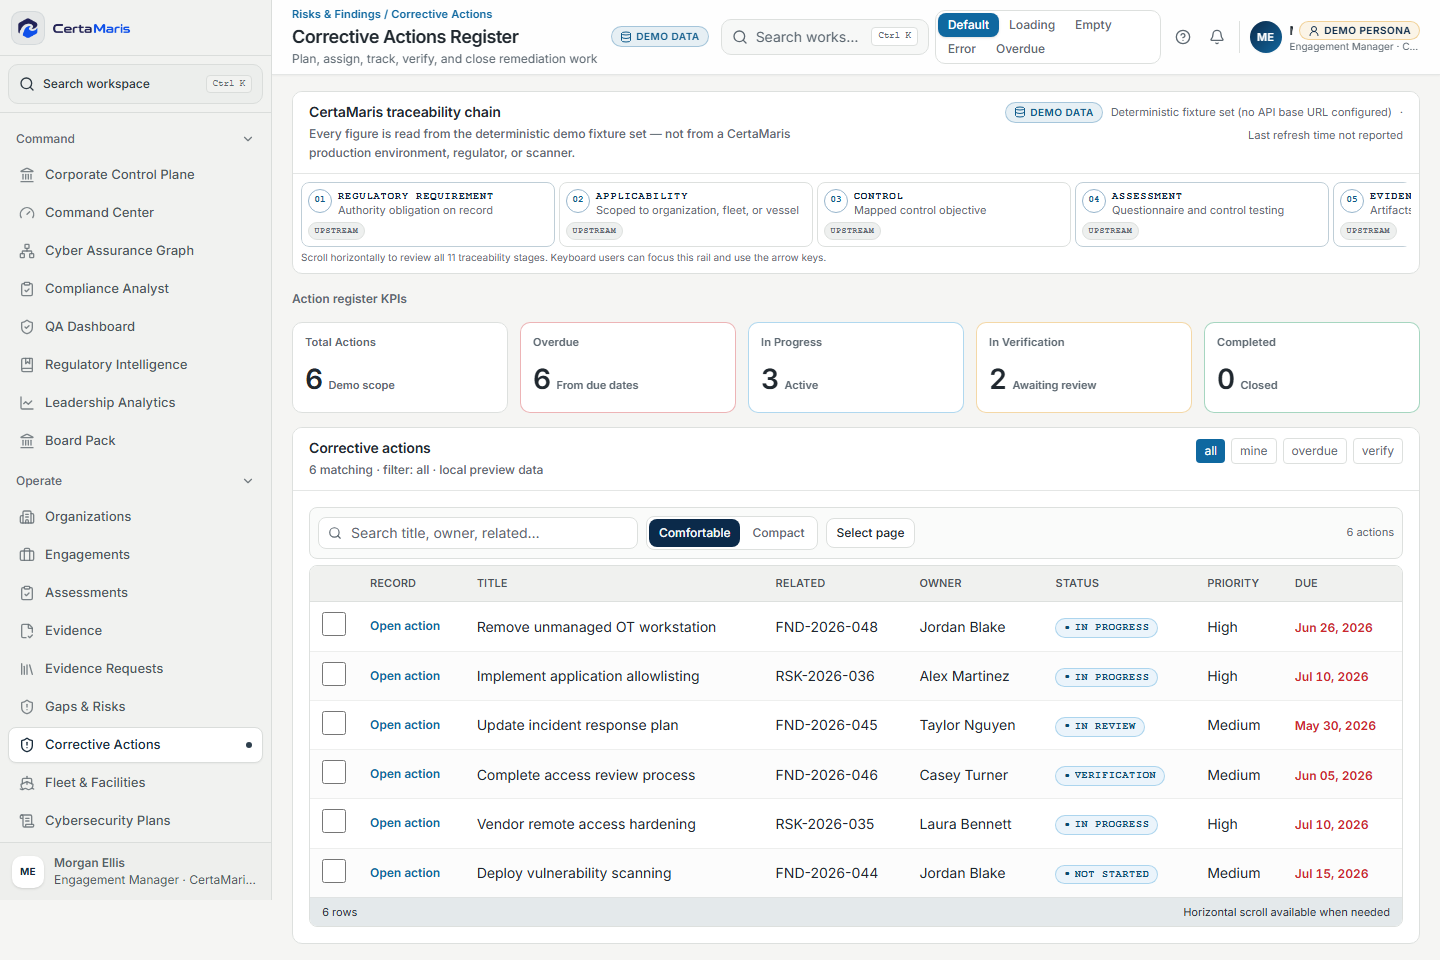 CertaMaris
Search workspace
Ctrl K
Command
Corporate Control Plane
Command Center
Cyber Assurance Graph
Compliance Analyst
QA Dashboard
Regulatory Intelligence
Leadership Analytics
Board Pack
Operate
Organizations
Engagements
Assessments
Evidence
Evidence Requests
Gaps & Risks
Corrective Actions
Fleet & Facilities
Cybersecurity Plans
ME
Morgan Ellis
Engagement Manager · CertaMari...
Risks & Findings / Corrective Actions
Corrective Actions Register
Plan, assign, track, verify, and close remediation work
DEMO DATA
Search works...
Ctrl K
Default
Loading
Empty
Error
Overdue
ME
DEMO PERSONA
Engagement Manager · C...
CertaMaris traceability chain
Every figure is read from the deterministic demo fixture set — not from a CertaMaris
production environment, regulator, or scanner.
DEMO DATA
Deterministic fixture set (no API base URL configured) ·
Last refresh time not reported
01 REGULATORY REQUIREMENT
Authority obligation on record
UPSTREAM
02 APPLICABILITY
Scoped to organization, fleet, or vessel
UPSTREAM
03 CONTROL
Mapped control objective
UPSTREAM
04 ASSESSMENT
Questionnaire and control testing
UPSTREAM
05 EVIDEN
Artifacts
UPSTREAM
Scroll horizontally to review all 11 traceability stages. Keyboard users can focus this rail and use the arrow keys.
Action register KPIs
Total Actions
6 Demo scope
Overdue
6 From due dates
In Progress
3 Active
In Verification
2 Awaiting review
Completed
0 Closed
Corrective actions
6 matching · filter: all · local preview data
all
mine
overdue
verify
Search title, owner, related...
Comfortable
Compact
Select page
6 actions
RECORD TITLE RELATED OWNER STATUS PRIORITY DUE
Open action Remove unmanaged OT workstation FND-2026-048 Jordan Blake IN PROGRESS High Jun 26, 2026
Open action Implement application allowlisting RSK-2026-036 Alex Martinez IN PROGRESS High Jul 10, 2026
Open action Update incident response plan FND-2026-045 Taylor Nguyen IN REVIEW Medium May 30, 2026
Open action Complete access review process FND-2026-046 Casey Turner VERIFICATION Medium Jun 05, 2026
Open action Vendor remote access hardening RSK-2026-035 Laura Bennett IN PROGRESS High Jul 10, 2026
Open action Deploy vulnerability scanning FND-2026-044 Jordan Blake NOT STARTED Medium Jul 15, 2026
6 rows
Horizontal scroll available when needed